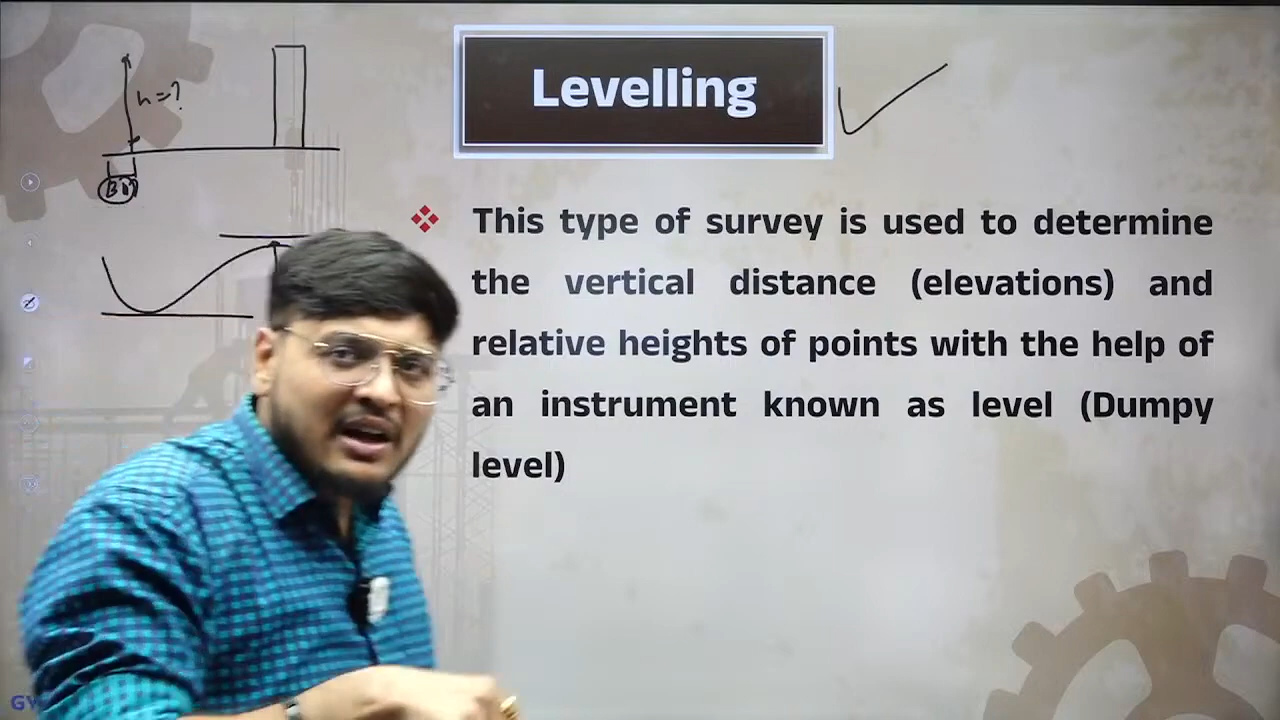 Levelling
h=?
This type of survey is used to determine
the vertical distance (elevations) and
relative heights of points with the help of
an instrument known as level (Dumpy
level)